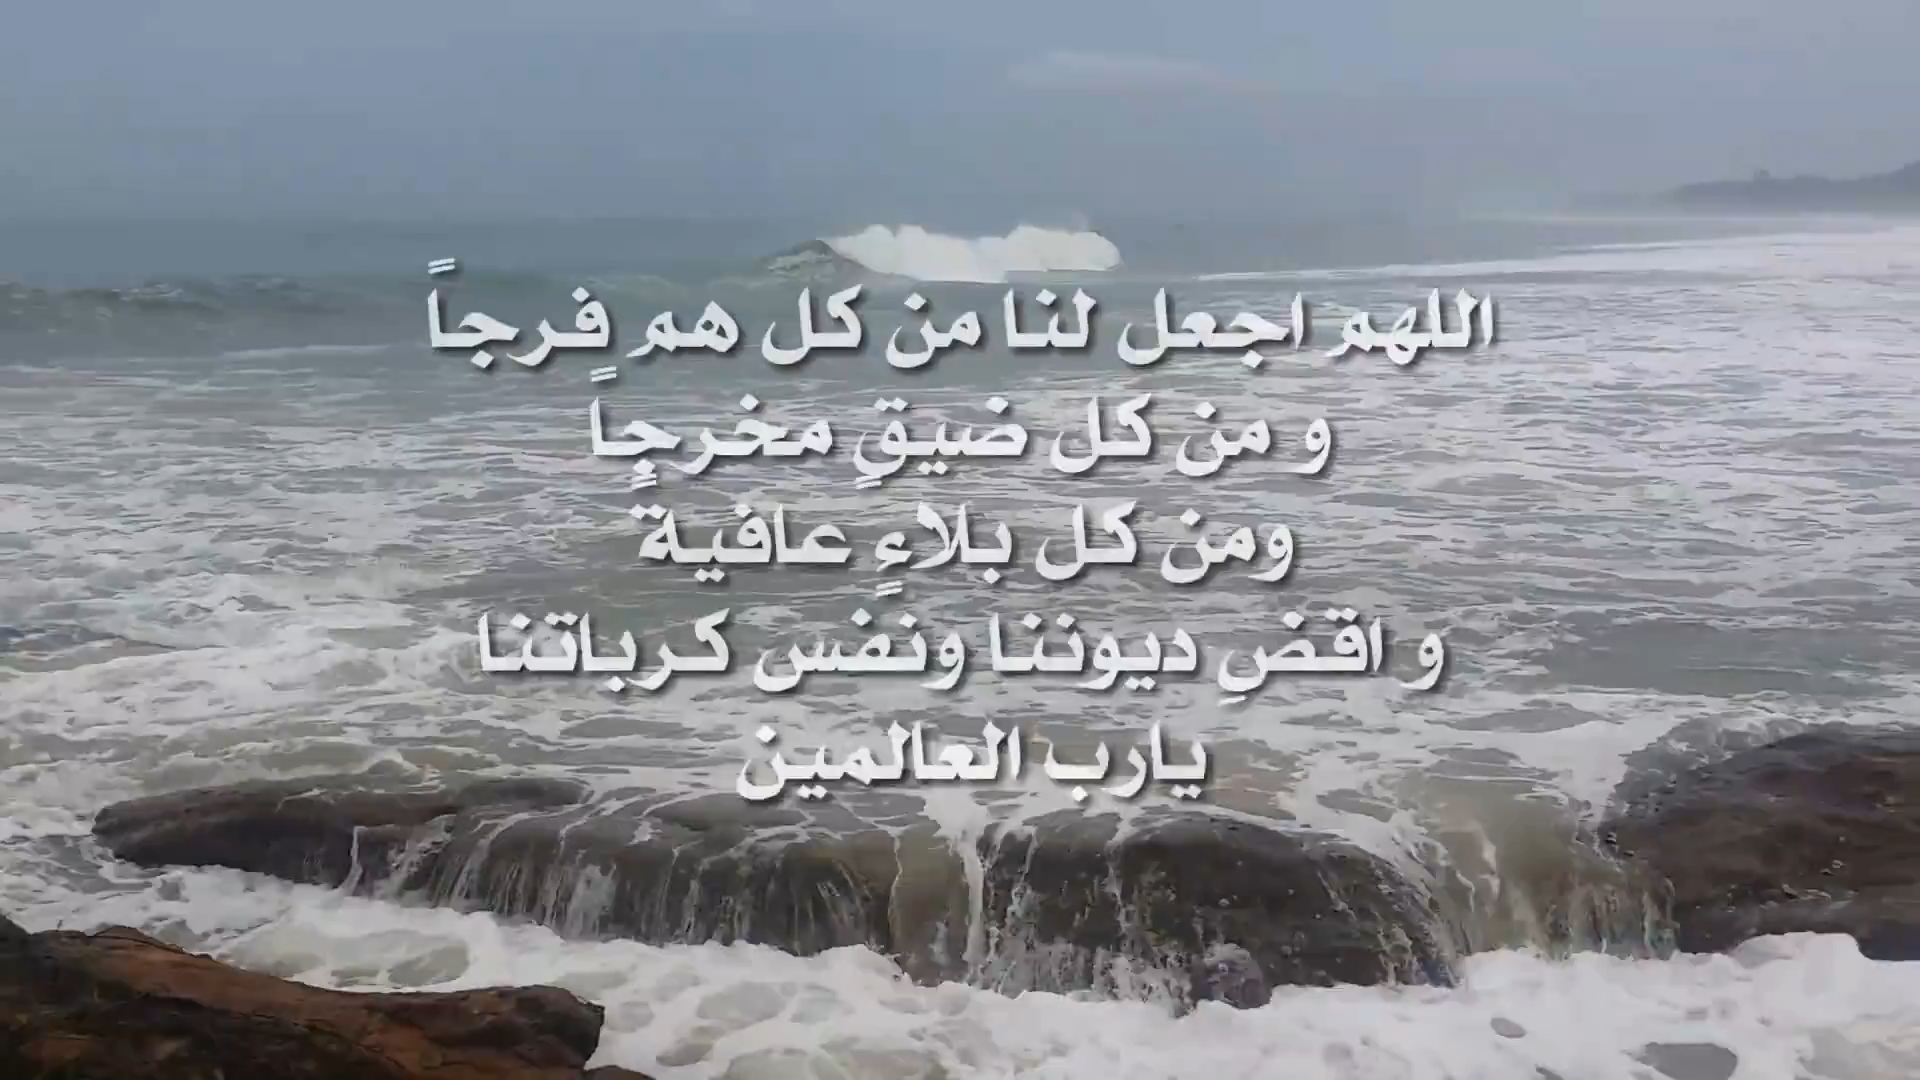 اللهم اجعل لنا من كل هم فرجاً
و من كل ضيقٍ مخرجٍاً
ومن كل بلاءٍ عافية
و اقضِ ديوننا ونفس كرباتنا
يارب العالمين